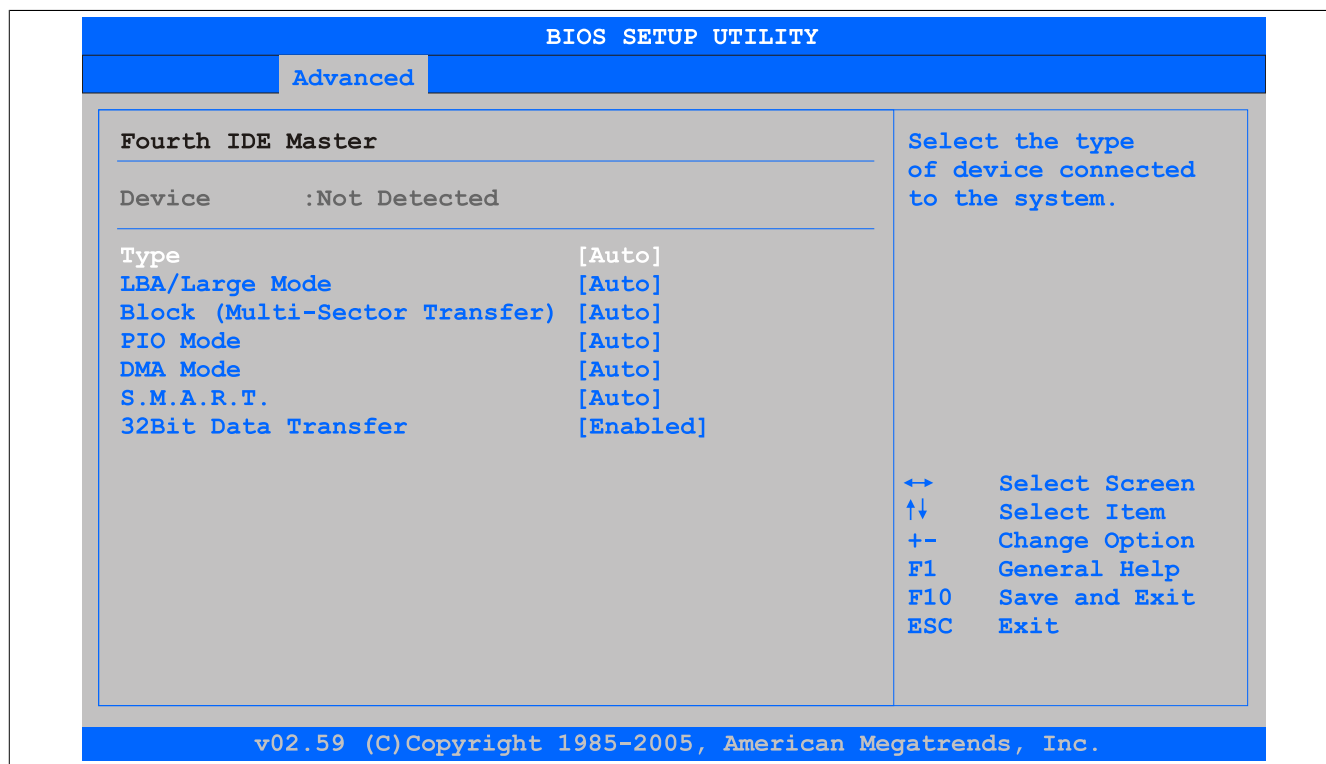 BIOS SETUP UTILITY
Advanced
Fourth IDE Master
Device :Not Detected
Type [Auto]
LBA/Large Mode [Auto]
Block (Multi-Sector Transfer) [Auto]
PIO Mode [Auto]
DMA Mode [Auto]
S.M.A.R.T. [Auto]
32Bit Data Transfer [Enabled]
Select the type
of device connected
to the system.
↔ Select Screen
↑↓ Select Item
+- Change Option
F1 General Help
F10 Save and Exit
ESC Exit
v02.59 (C)Copyright 1985-2005, American Megatrends, Inc.